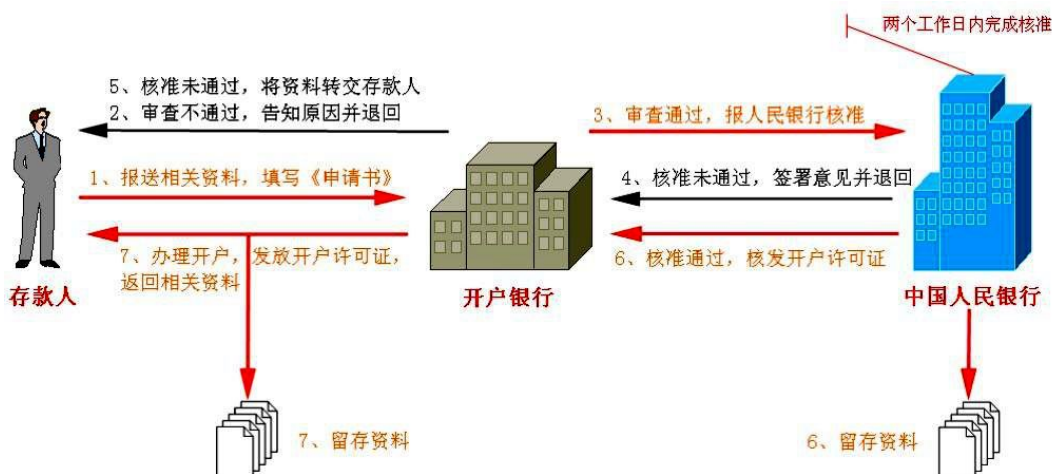 两个工作日内完成核准
5、核准未通过，将资料转交存款人
2、审查不通过，告知原因并退回
3、审查通过，报人民银行核准
1、报送相关资料，填写《申请书》
4、核准未通过，签署意见并退回
7、办理开户，发放开户许可证，
返回相关资料
6、核准通过，核发开户许可证
存款人
开户银行
中国人民银行
7、留存资料
6、留存资料